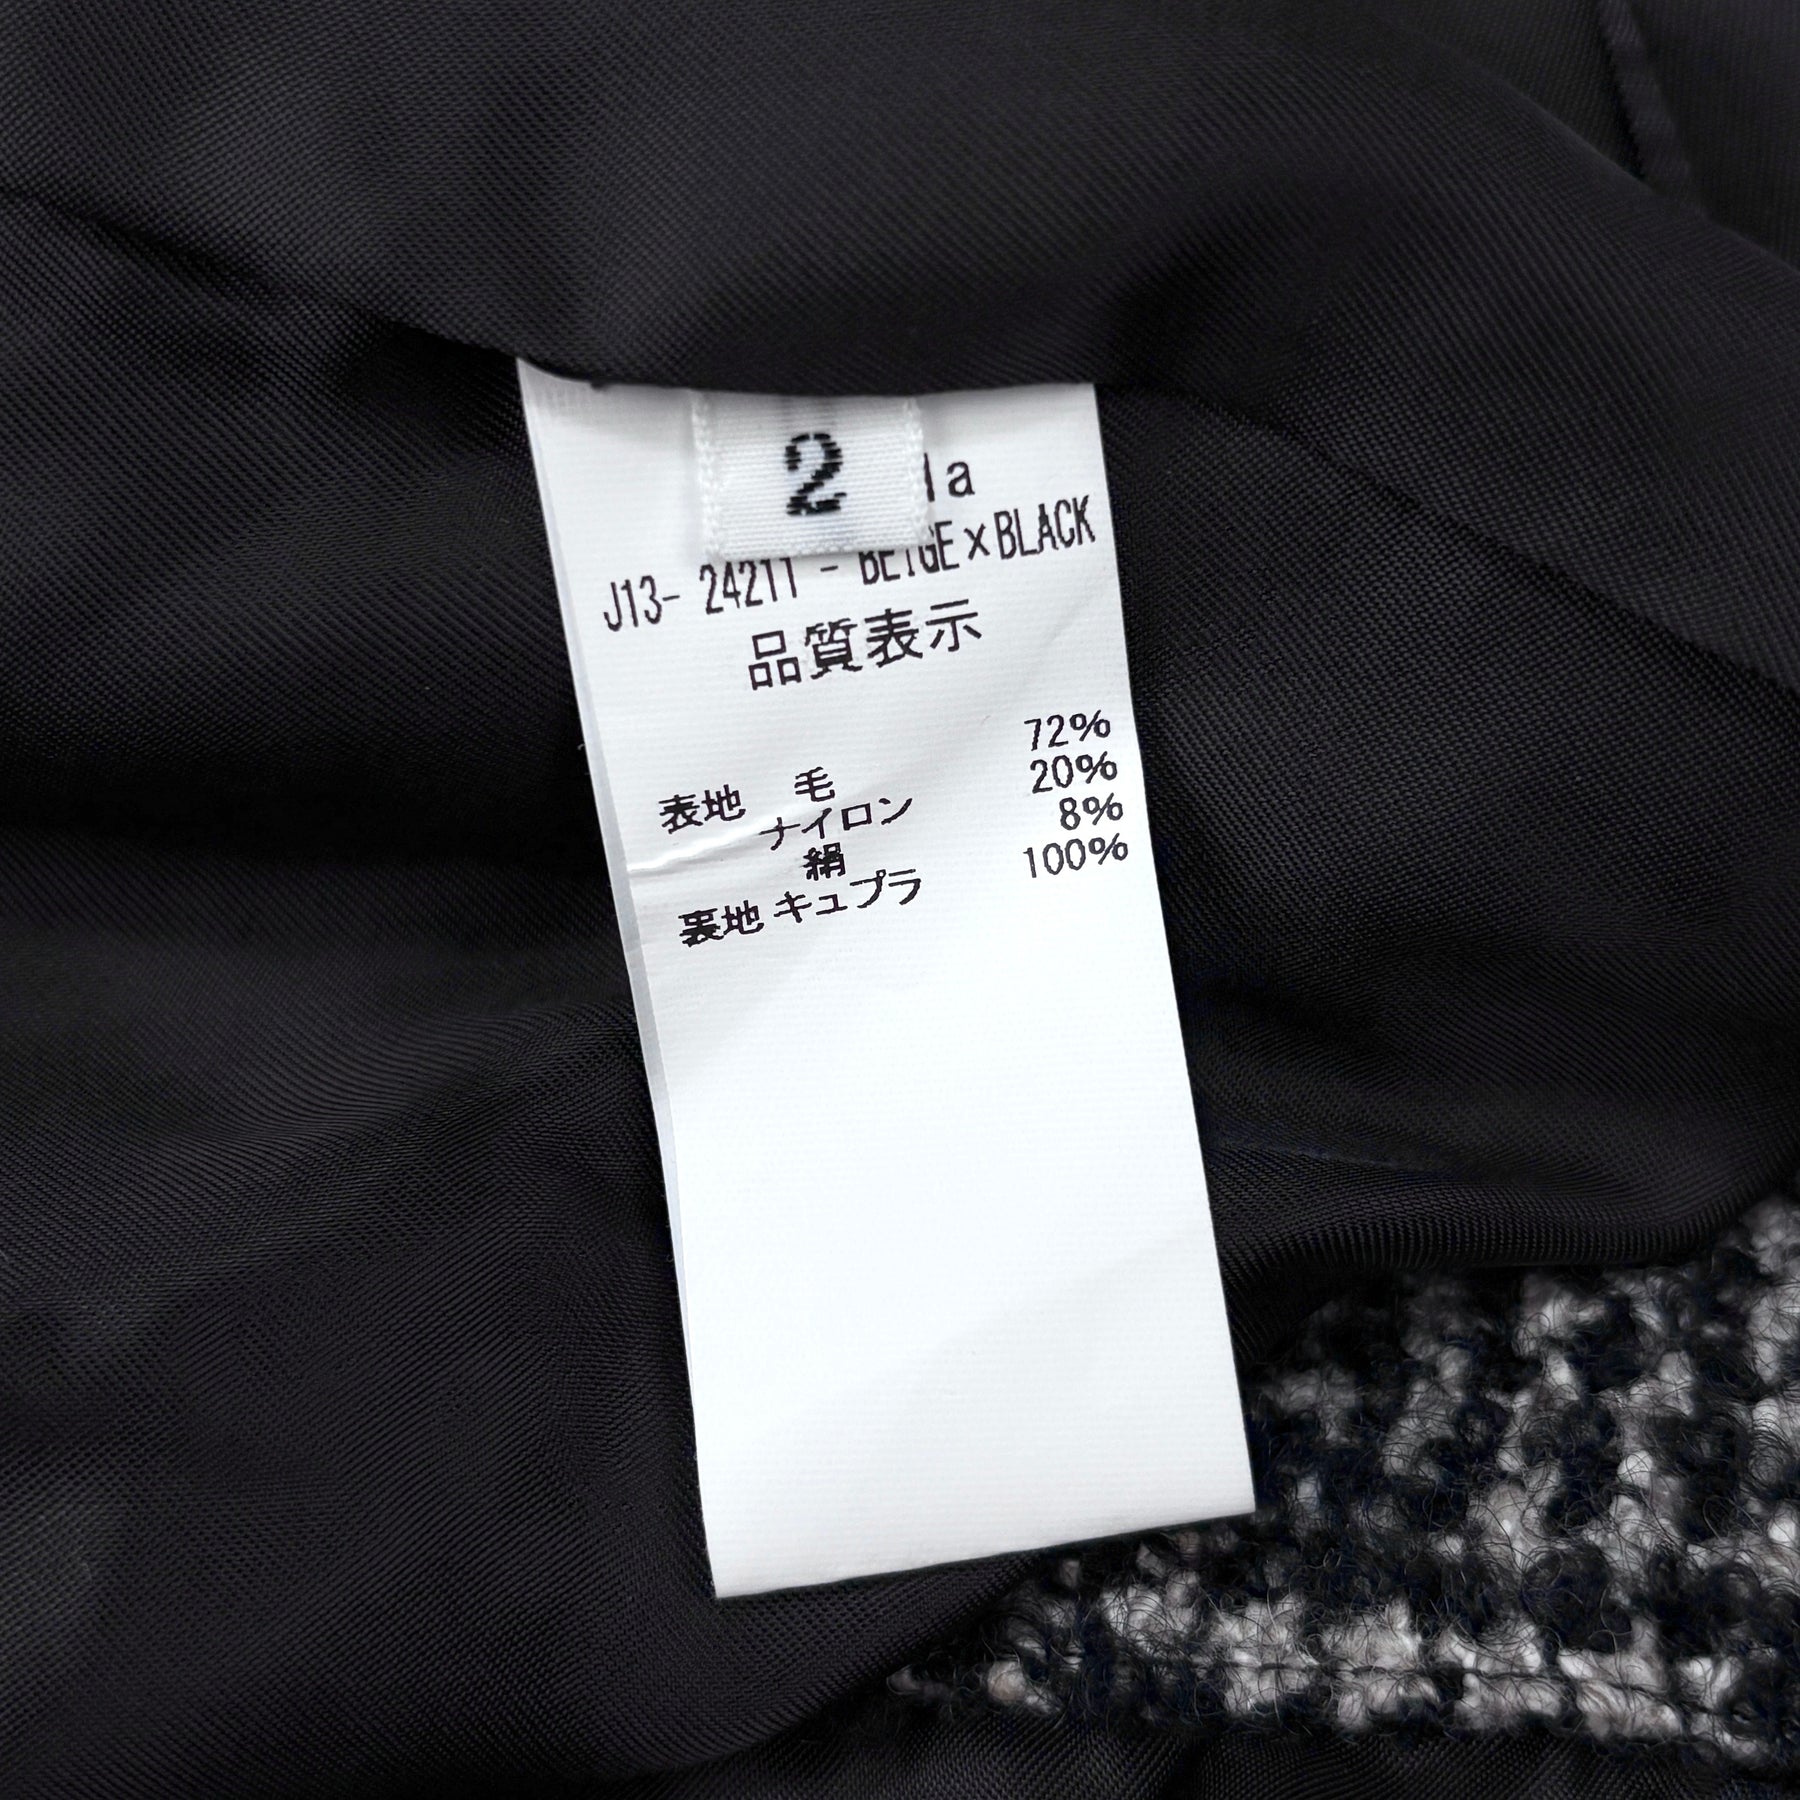 2
la
J13- 24211 - BEIGE×BLACK
品質表示
表地 毛 72%
ナイロン 20%
絹 8%
裏地 キュプラ 100%